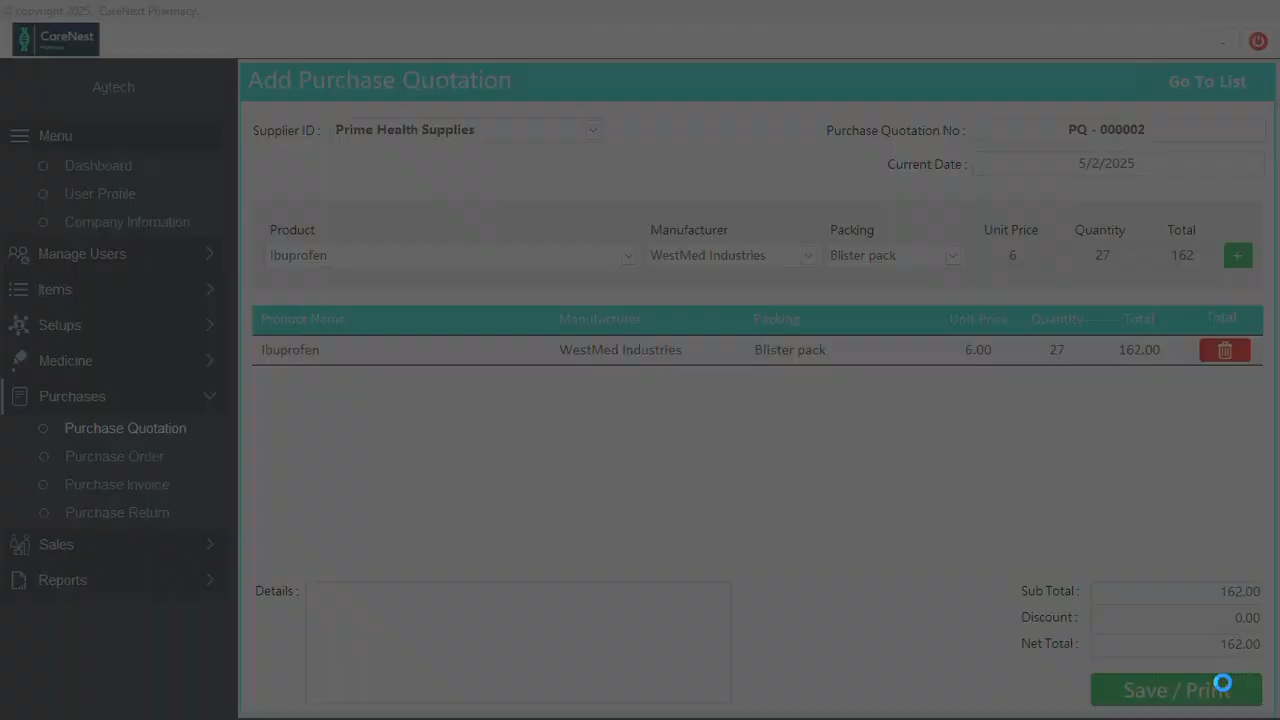 © copyright 2025, CareNext Pharmacy.
CareNest
Pharmacy
Agtech
Menu
Dashboard
User Profile
Company Infomation
Manage Users
Items
Setups
Medicine
Purchases
Purchase Quotation
Purchase Order
Purchase Invoice
Purchase Return
Sales
Reports
Add Purchase Quotation
Go To List
Supplier ID :
Prime Health Supplies
Purchase Quotation No :
PQ - 000002
Current Date :
5/2/2025
Product Manufacturer Packing Unit Price Quantity Total
Ibuprofen WestMed Industries Blister pack 6 27 162 +
Product Name Manufacturer Packing Unit Price Quantity Total Total
Ibuprofen WestMed Industries Blister pack 6.00 27 162.00
Details :
Sub Total : 162.00
Discount : 0.00
Net Total : 162.00
Save / Print